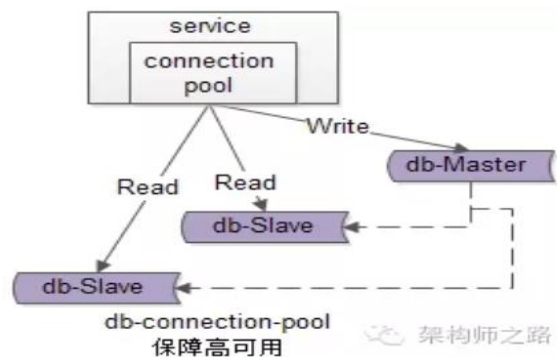 service
connection
pool
Write
db-Master
Read
Read
db-Slave
db-Slave
db-connection-pool
保障高可用
架构师之路